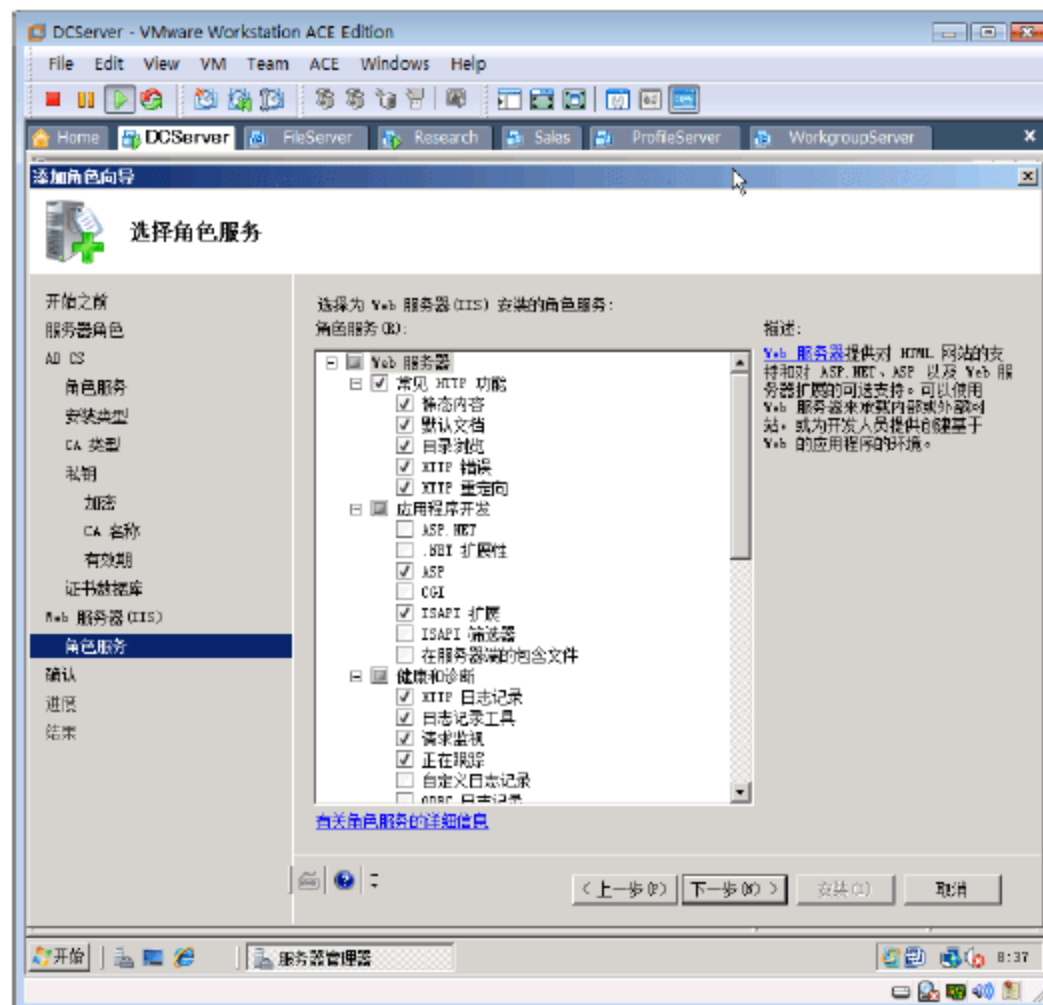 DCServer - VMware Workstation ACE Edition
File Edit View VM Team ACE Windows Help
Home DCServer FileServer Research Sales ProfileServer WorkgroupServer
添加角色向导
选择角色服务
开始之前
服务器角色
AD CS
角色服务
安装类型
CA 类型
私钥
加密
CA 名称
有效期
证书数据库
Web 服务器(IIS)
角色服务
确认
进度
结果
选择为 Web 服务器(IIS) 安装的角色服务:
角色服务(R):
Web 服务器
常见 HTTP 功能
静态内容
默认文档
目录浏览
HTTP 错误
HTTP 重定向
应用程序开发
ASP.NET
.NET 扩展性
ASP
CGI
ISAPI 扩展
ISAPI 筛选器
在服务器端的包含文件
健康和诊断
HTTP 日志记录
日志记录工具
请求监视
正在跟踪
自定义日志记录
ODBC 日志记录
描述:
Web 服务器提供对 HTML 网站的支
持和对 ASP.NET、ASP 以及 Web 服
务器扩展的可选支持。可以使用
Web 服务器来承载内部或外部网
站，或为开发人员提供创建基于
Web 的应用程序的环境。
有关角色服务的详细信息
<上一步(P) 下一步(N)> 安装(I) 取消
开始 服务器管理器 8:37